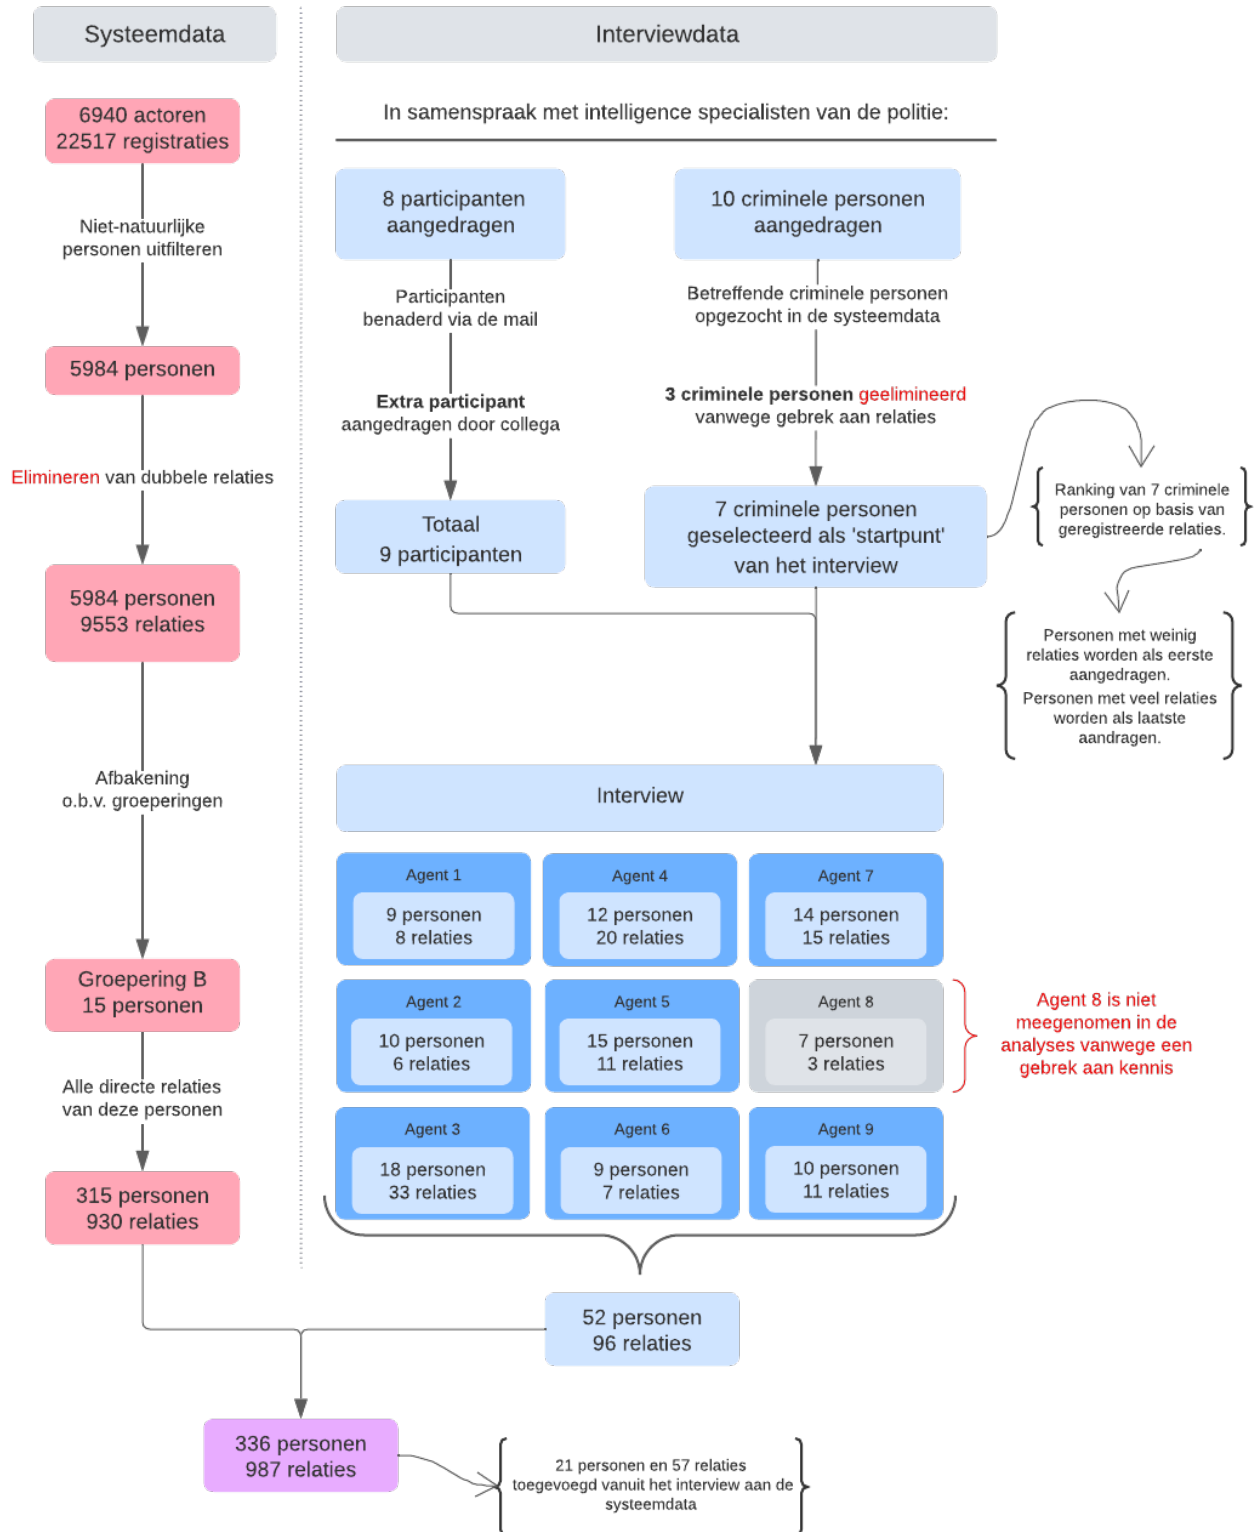 Systeemdata
6940 actoren
22517 registraties
Niet-natuurlijke
personen uitfilteren
5984 personen
Elimineren van dubbele relaties
5984 personen
9553 relaties
Afbakening
o.b.v. groeperingen
Groepering B
15 personen
Alle directe relaties
van deze personen
315 personen
930 relaties
Interviewdata
In samenspraak met intelligence specialisten van de politie:
8 participanten
aangedragen
Participanten
benaderd via de mail
Extra participant
aangedragen door collega
Totaal
9 participanten
10 criminele personen
aangedragen
Betreffende criminele personen
opgezocht in de systeemdata
3 criminele personen geelimineerd
vanwege gebrek aan relaties
7 criminele personen
geselecteerd als 'startpunt'
van het interview
Ranking van 7 criminele
personen op basis van
geregistreerde relaties.
Personen met weinig
relaties worden als eerste
aangedragen.
Personen met veel relaties
worden als laatste
aandragen.
Interview
Agent 1
9 personen
8 relaties
Agent 4
12 personen
20 relaties
Agent 7
14 personen
15 relaties
Agent 2
10 personen
6 relaties
Agent 5
15 personen
11 relaties
Agent 8
7 personen
3 relaties
Agent 8 is niet
meegenomen in de
analyses vanwege een
gebrek aan kennis
Agent 3
18 personen
33 relaties
Agent 6
9 personen
7 relaties
Agent 9
10 personen
11 relaties
52 personen
96 relaties
336 personen
987 relaties
21 personen en 57 relaties
toegevoegd vanuit het interview aan de
systeemdata